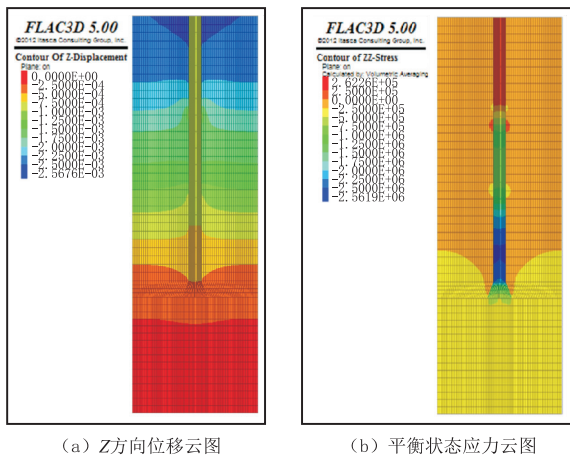 FLAC3D 5.00
©2012 Itasca Consulting Group, Inc.
Contour Of Z-Displacement
Plane: on
0.0000E+00
-2.5000E-04
-5.0000E-04
-7.5000E-04
-1.0000E-03
-1.2500E-03
-1.5000E-03
-1.7500E-03
-2.0000E-03
-2.2500E-03
-2.5000E-03
-2.5676E-03
(a) Z方向位移云图
FLAC3D 5.00
©2012 Itasca Consulting Group, Inc.
Contour of ZZ-Stress
Plane: on
Calculated by: Volumetric Averaging
2.6226E+05
2.5000E+05
0.0000E+00
-2.5000E+05
-5.0000E+05
-7.5000E+05
-1.0000E+06
-1.2500E+06
-1.5000E+06
-1.7500E+06
-2.0000E+06
-2.2500E+06
-2.5000E+06
-2.5619E+06
(b) 平衡状态应力云图